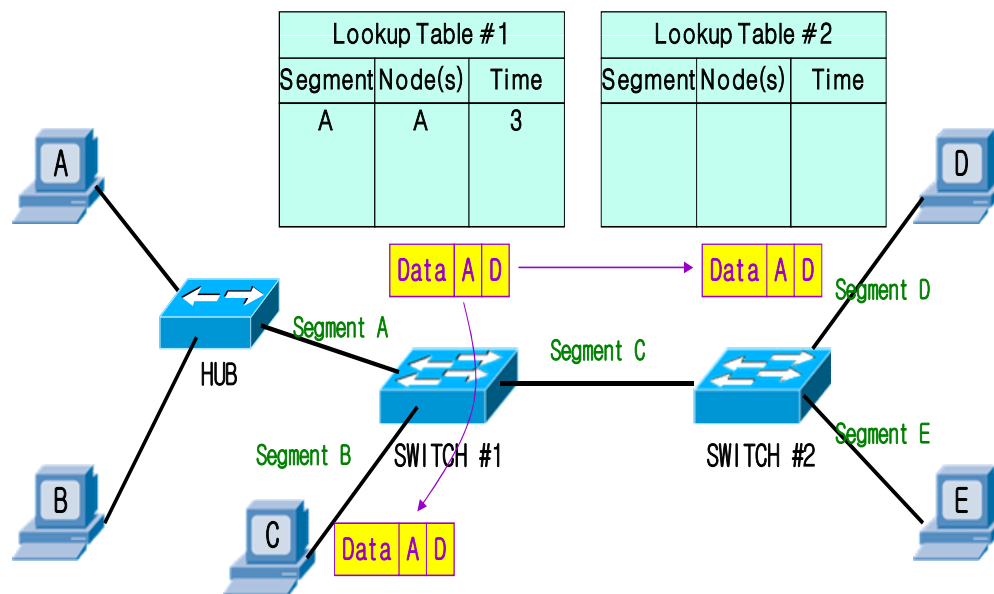 Lookup Table #1
Segment Node(s) Time
A A 3
Lookup Table #2
Segment Node(s) Time
A
D
Data A D
Data A D
Segment D
Segment A
HUB
Segment C
Segment B
SWITCH #1
SWITCH #2
Segment E
B
C
Data A D
E